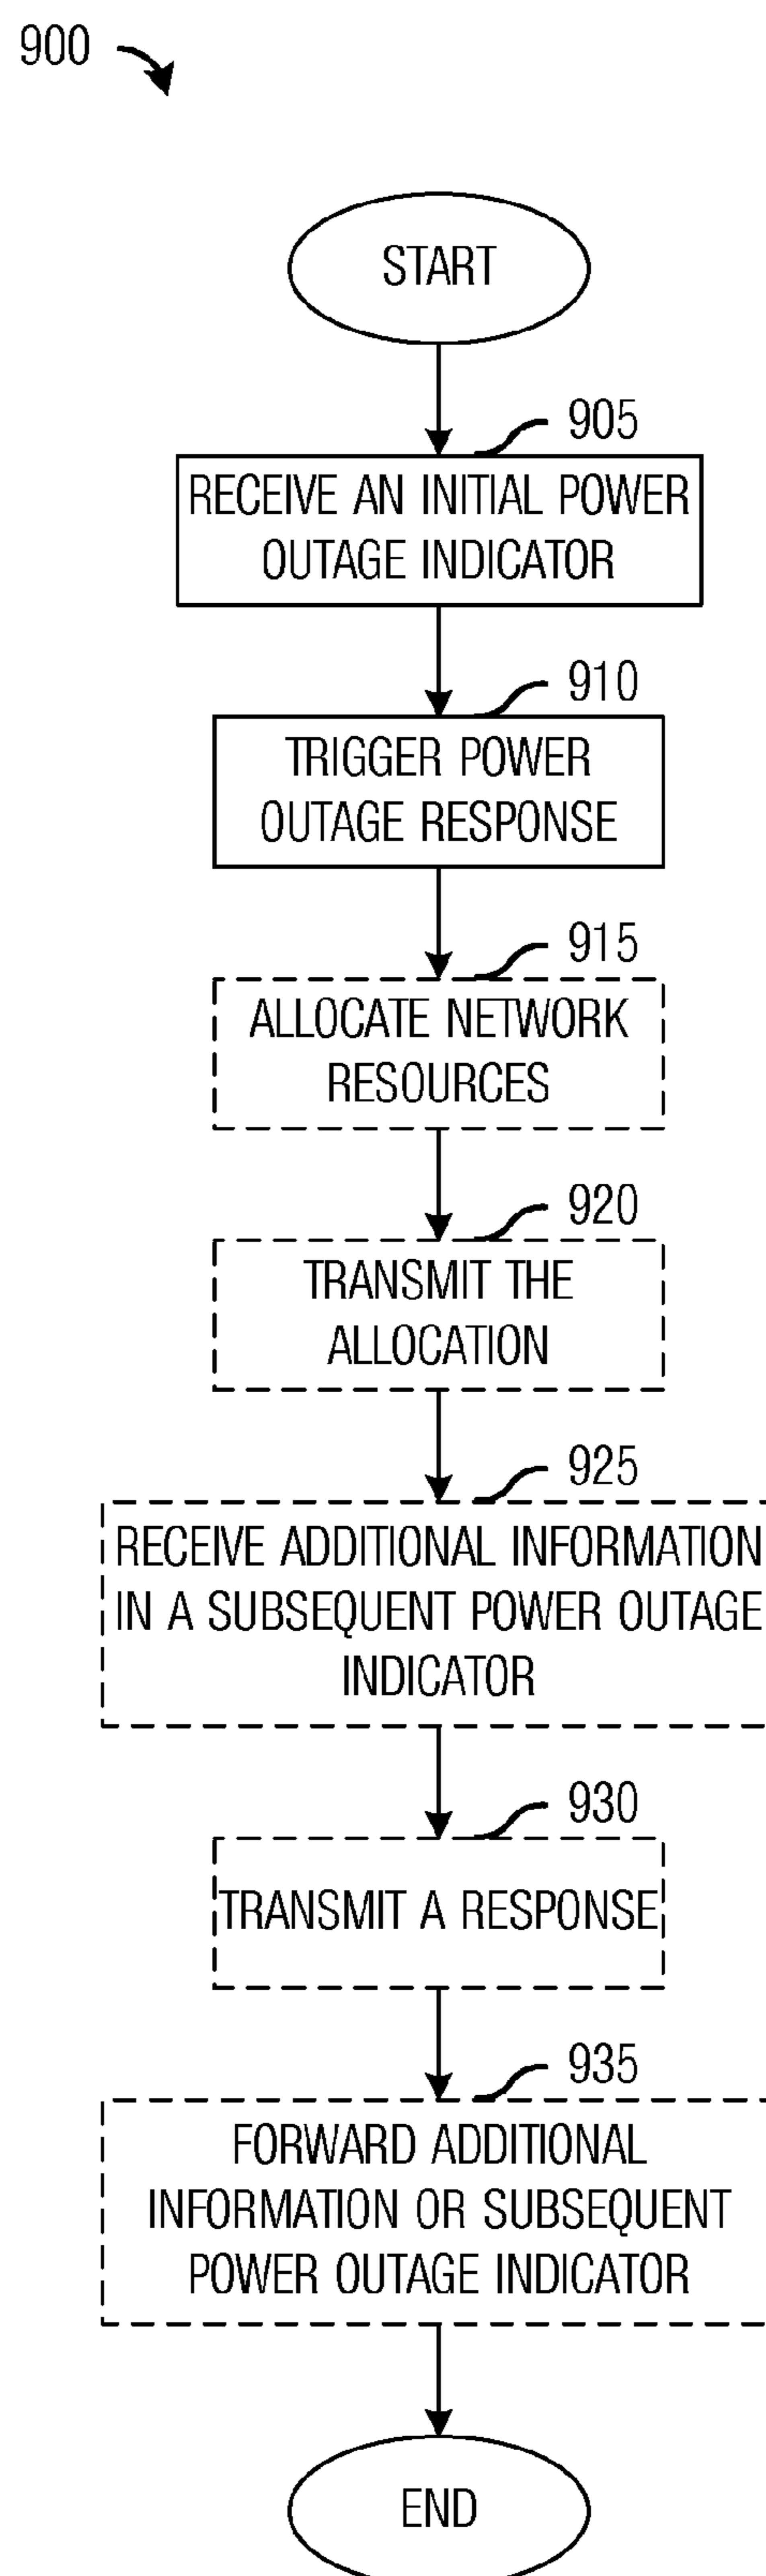 900
START
905
RECEIVE AN INITIAL POWER
OUTAGE INDICATOR
910
TRIGGER POWER
OUTAGE RESPONSE
915
ALLOCATE NETWORK
RESOURCES
920
TRANSMIT THE
ALLOCATION
925
RECEIVE ADDITIONAL INFORMATION
IN A SUBSEQUENT POWER OUTAGE
INDICATOR
930
TRANSMIT A RESPONSE
935
FORWARD ADDITIONAL
INFORMATION OR SUBSEQUENT
POWER OUTAGE INDICATOR
END